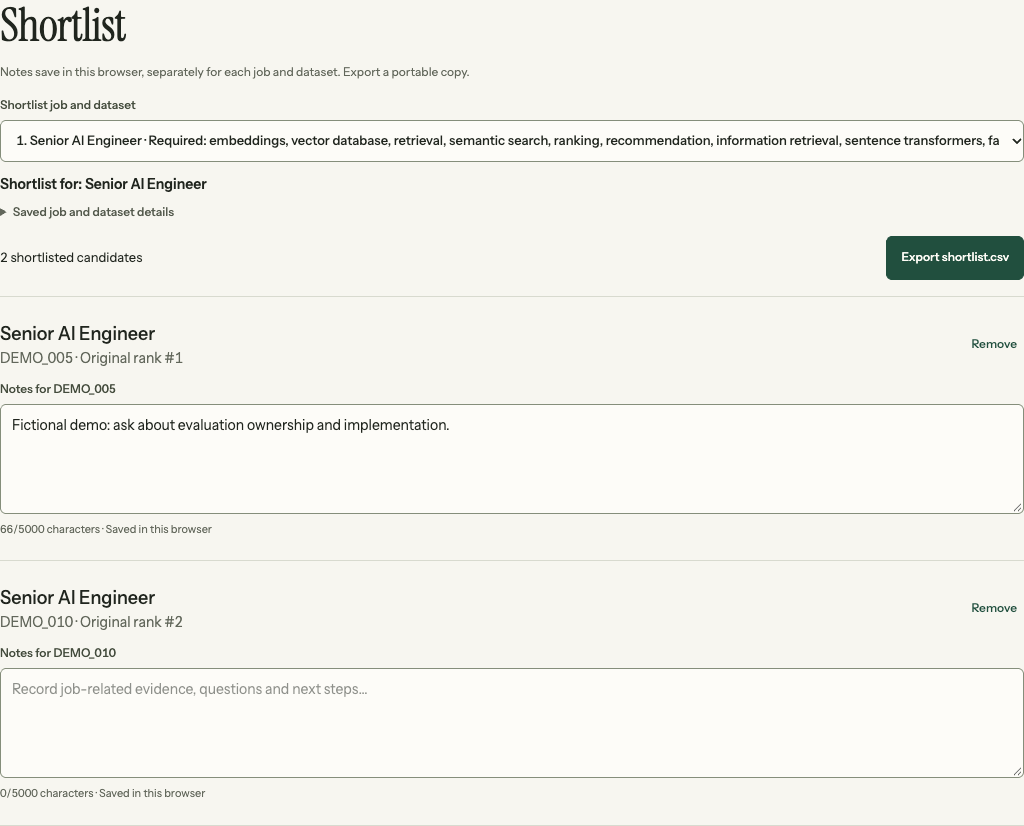 Shortlist
Notes save in this browser, separately for each job and dataset. Export a portable copy.
Shortlist job and dataset
1. Senior AI Engineer · Required: embeddings, vector database, retrieval, semantic search, ranking, recommendation, information retrieval, sentence transformers, fa
Shortlist for: Senior AI Engineer
Saved job and dataset details
2 shortlisted candidates
Export shortlist.csv
Senior AI Engineer
Remove
DEMO_005 · Original rank #1
Notes for DEMO_005
Fictional demo: ask about evaluation ownership and implementation.
66/5000 characters · Saved in this browser
Senior AI Engineer
Remove
DEMO_010 · Original rank #2
Notes for DEMO_010
Record job-related evidence, questions and next steps...
0/5000 characters · Saved in this browser